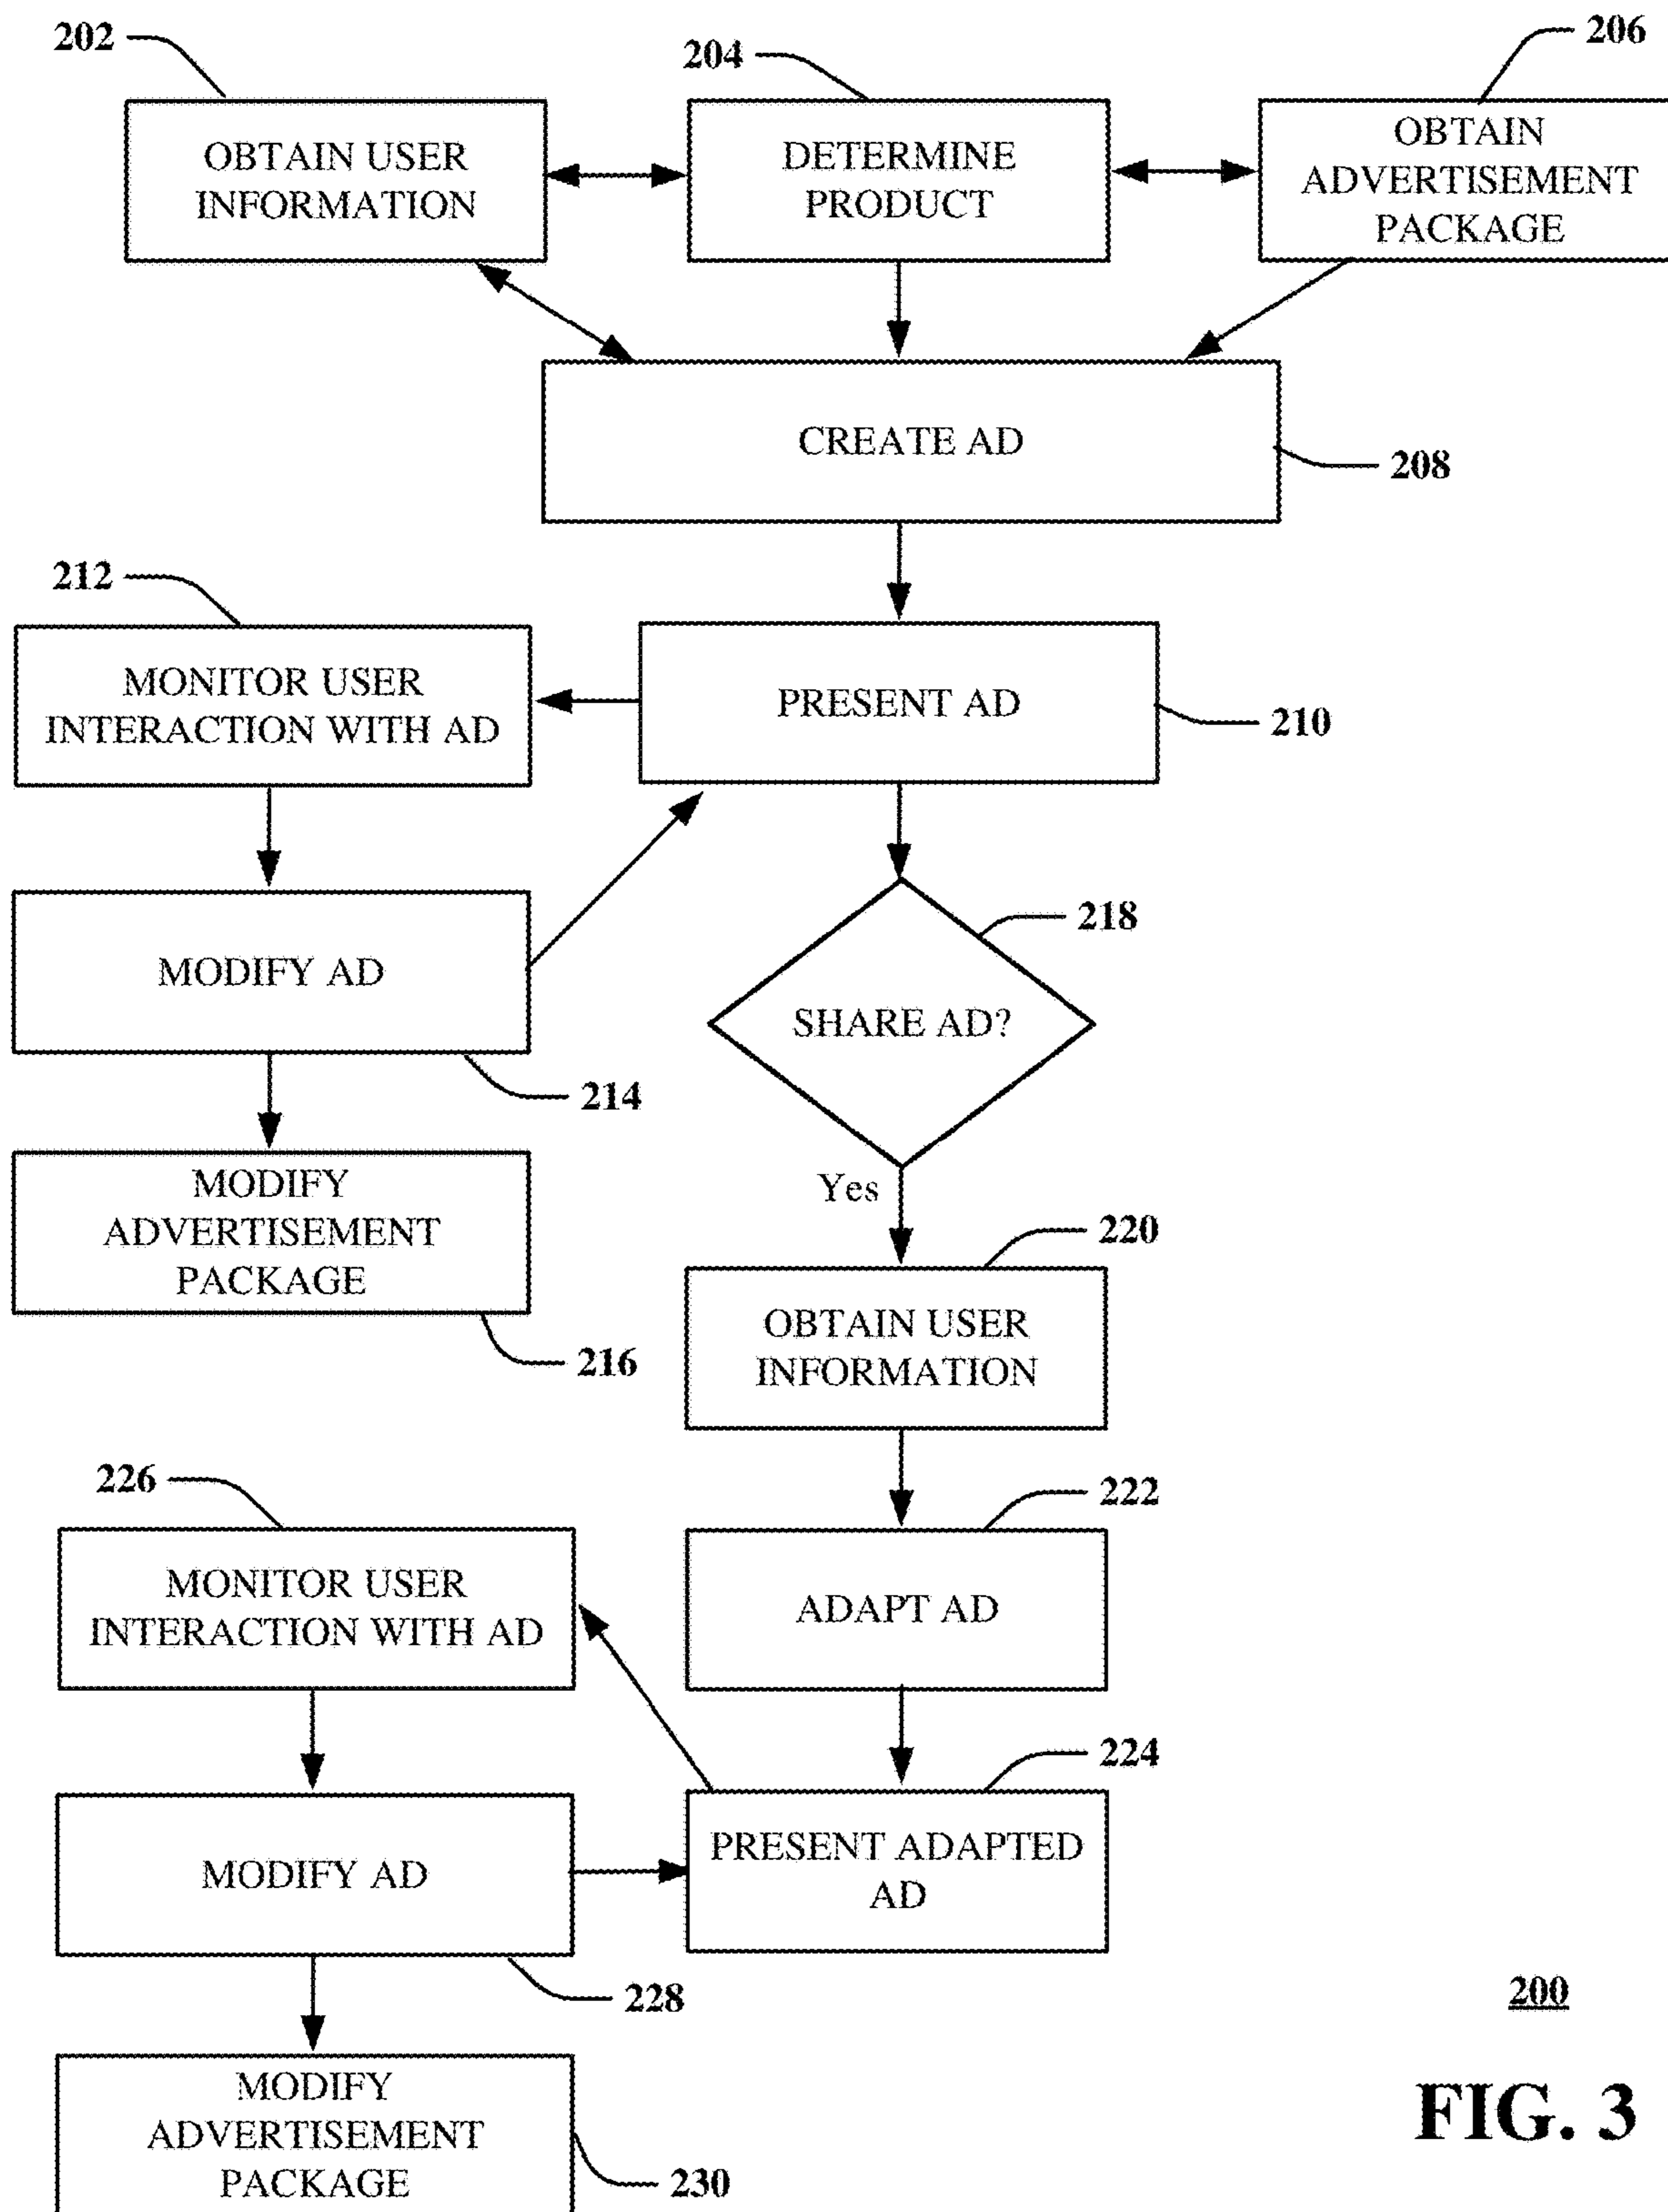 202
204
206
OBTAIN USER
INFORMATION
DETERMINE
PRODUCT
OBTAIN
ADVERTISEMENT
PACKAGE
CREATE AD
208
212
MONITOR USER
INTERACTION WITH AD
PRESENT AD
210
MODIFY AD
214
218
SHARE AD?
Yes
MODIFY
ADVERTISEMENT
PACKAGE
216
220
OBTAIN USER
INFORMATION
222
ADAPT AD
226
MONITOR USER
INTERACTION WITH AD
224
PRESENT ADAPTED
AD
MODIFY AD
228
MODIFY
ADVERTISEMENT
PACKAGE
230
200
FIG. 3